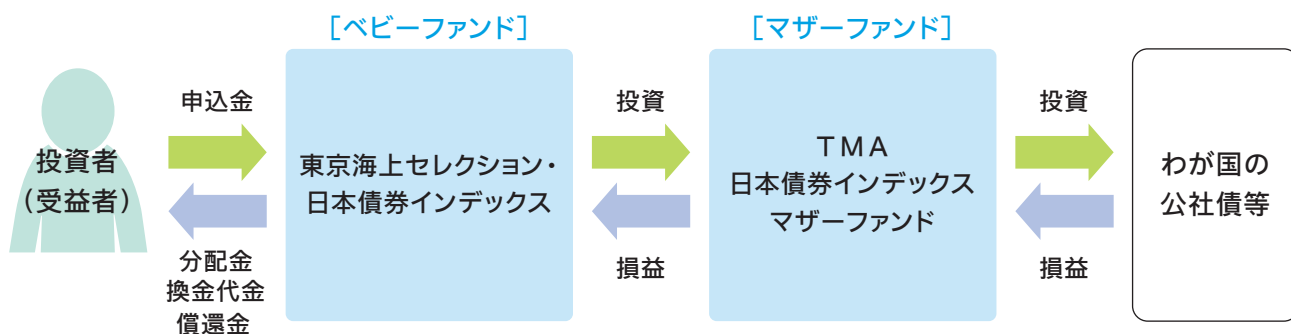 ［ベビーファンド］
［マザーファンド］
投資者
（受益者）
申込金
分配金
換金代金
償還金
東京海上セレクション・
日本債券インデックス
投資
損益
ＴＭＡ
日本債券インデックス
マザーファンド
投資
損益
わが国の
公社債等